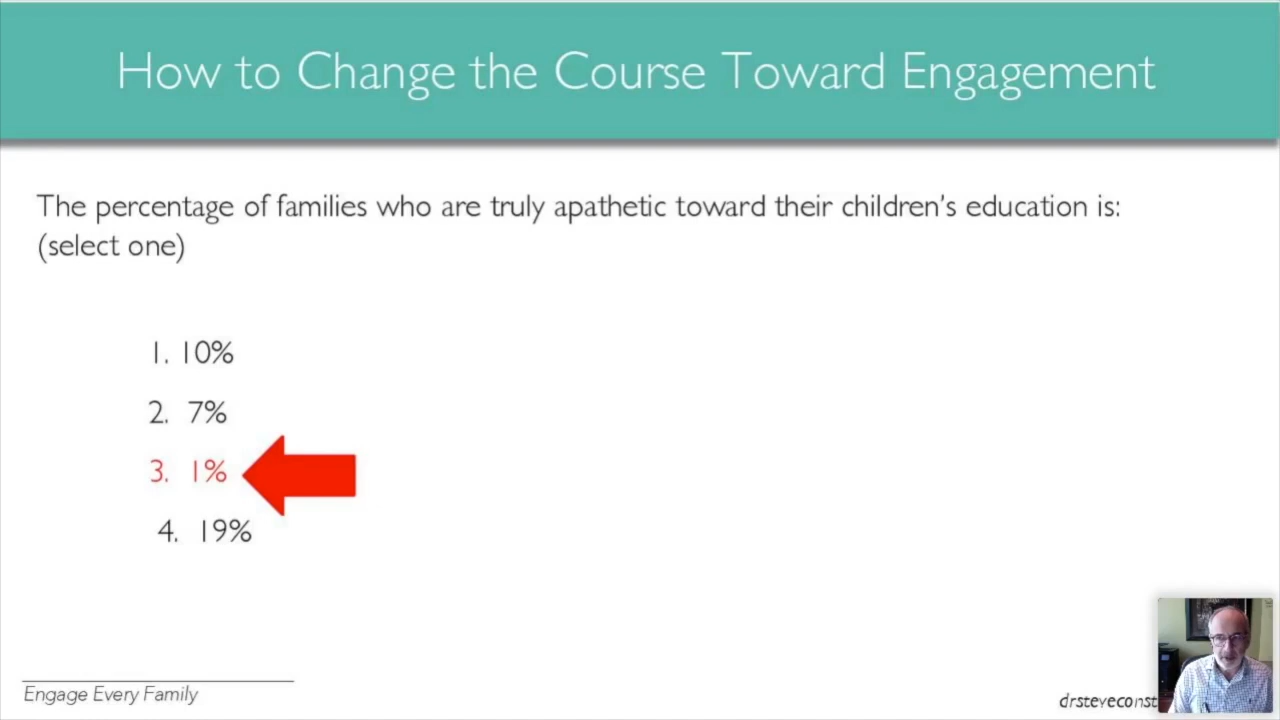 How to Change the Course Toward Engagement
The percentage of families who are truly apathetic toward their children's education is:
(select one)
1. 10%
2. 7%
3. 1%
4. 19%
Engage Every Family
drsteveconst